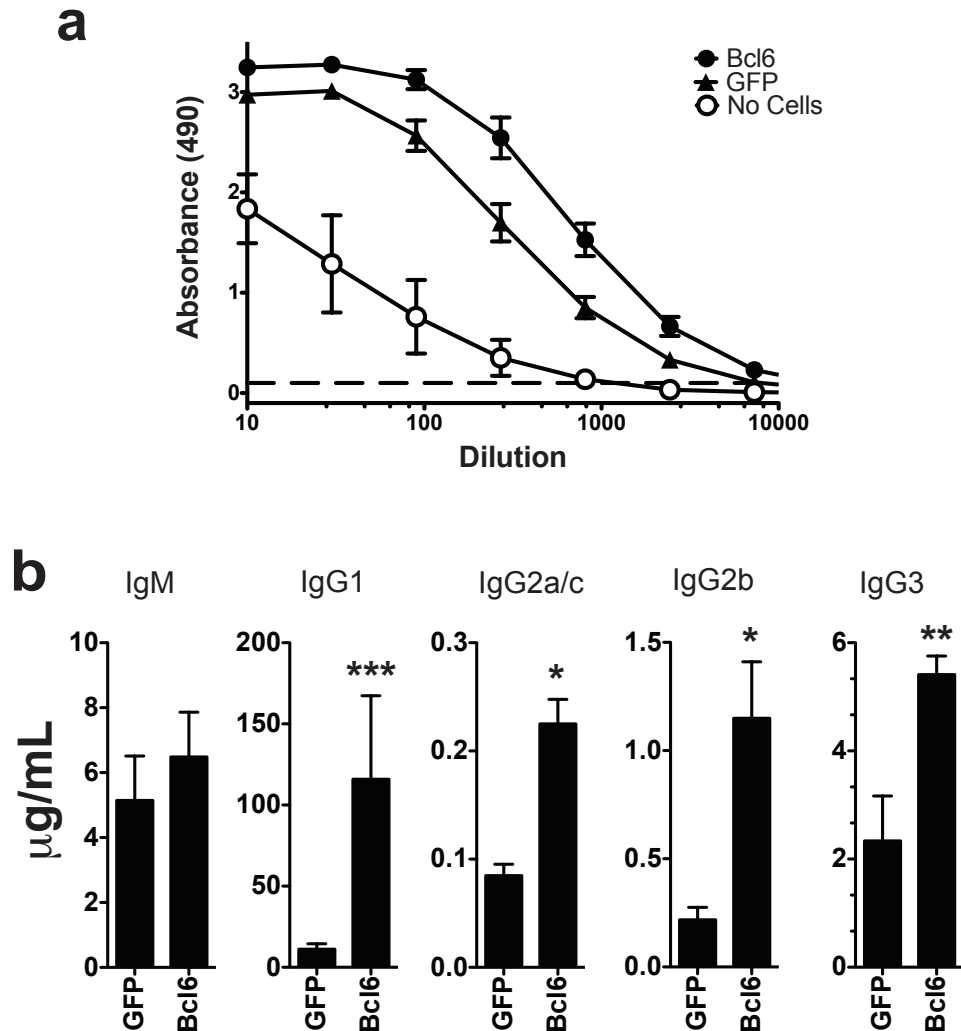 a
Absorbance (490)
3
2
1
0
10 100 1000 10000
Dilution
Bcl6
GFP
No Cells
b
μg/mL
IgM
10
8
6
4
2
0
GFP Bcl6
IgG1
200
150
100
50
0
***
GFP Bcl6
IgG2a/c
0.3
0.2
0.1
0.0
*
GFP Bcl6
IgG2b
1.5
1.0
0.5
0.0
*
GFP Bcl6
IgG3
6
4
2
0
**
GFP Bcl6